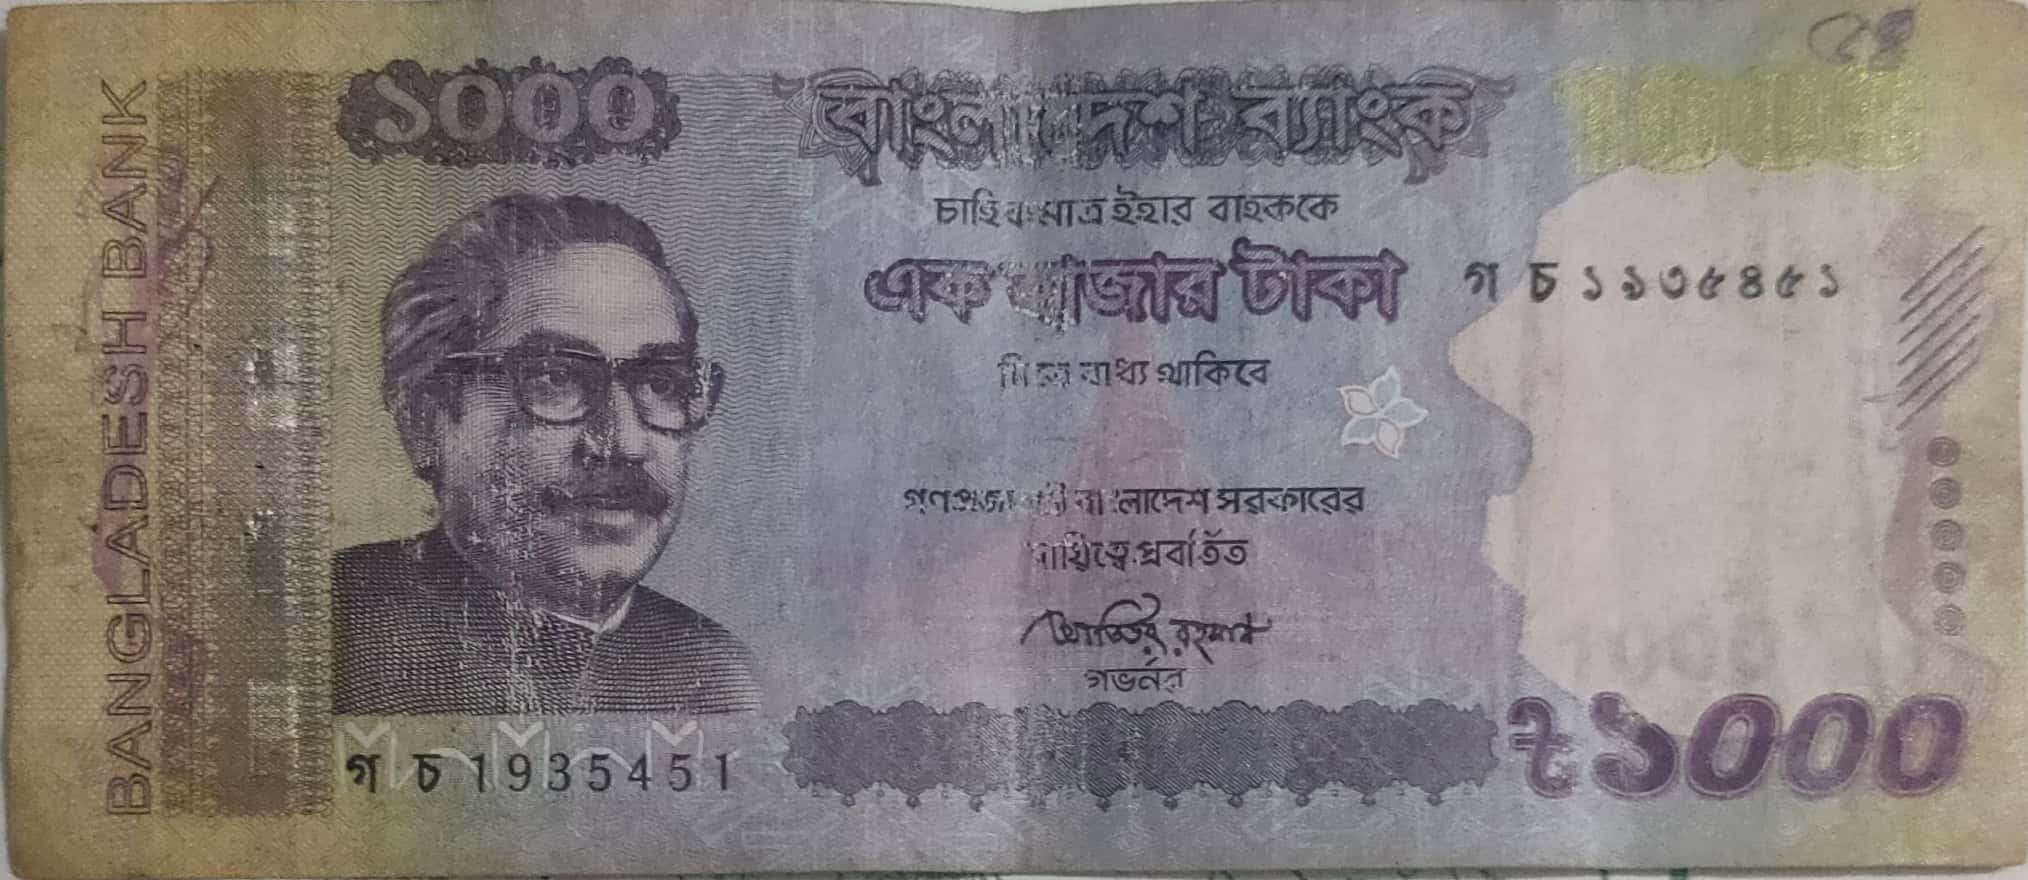 BANGLADESH BANK
১০০০
বাংলাদেশ ব্যাংক
চাহিবামাত্র ইহার বাহককে
এক হাজার টাকা
গ চ ১৯৩৫৪৫১
দিতে বাধ্য থাকিবে
গণপ্রজাতন্ত্রী বাংলাদেশ সরকারের
দায়িত্বে প্রবর্তিত
আতিউর রহমান
গভর্নর
গ চ 1935451
৳১০০০